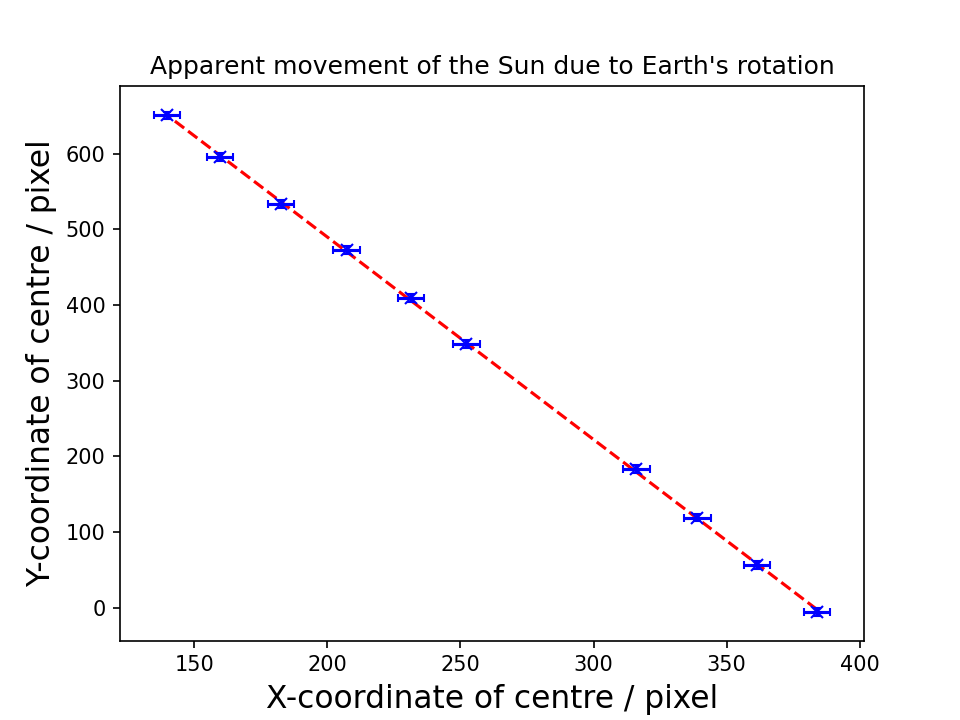 Apparent movement of the Sun due to Earth's rotation
Y-coordinate of centre / pixel
600
500
400
300
200
100
0
150 200 250 300 350 400
X-coordinate of centre / pixel